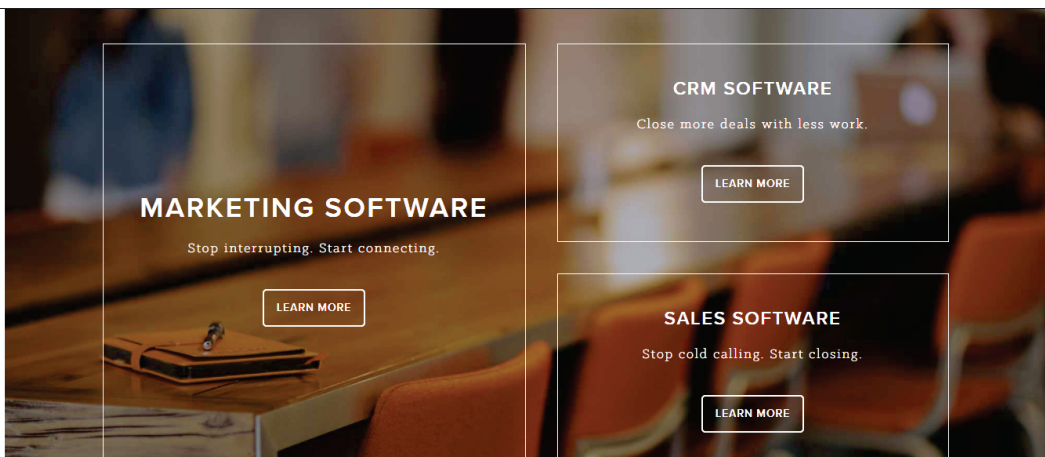 MARKETING SOFTWARE
Stop interrupting. Start connecting.
LEARN MORE
CRM SOFTWARE
Close more deals with less work.
LEARN MORE
SALES SOFTWARE
Stop cold calling. Start closing.
LEARN MORE